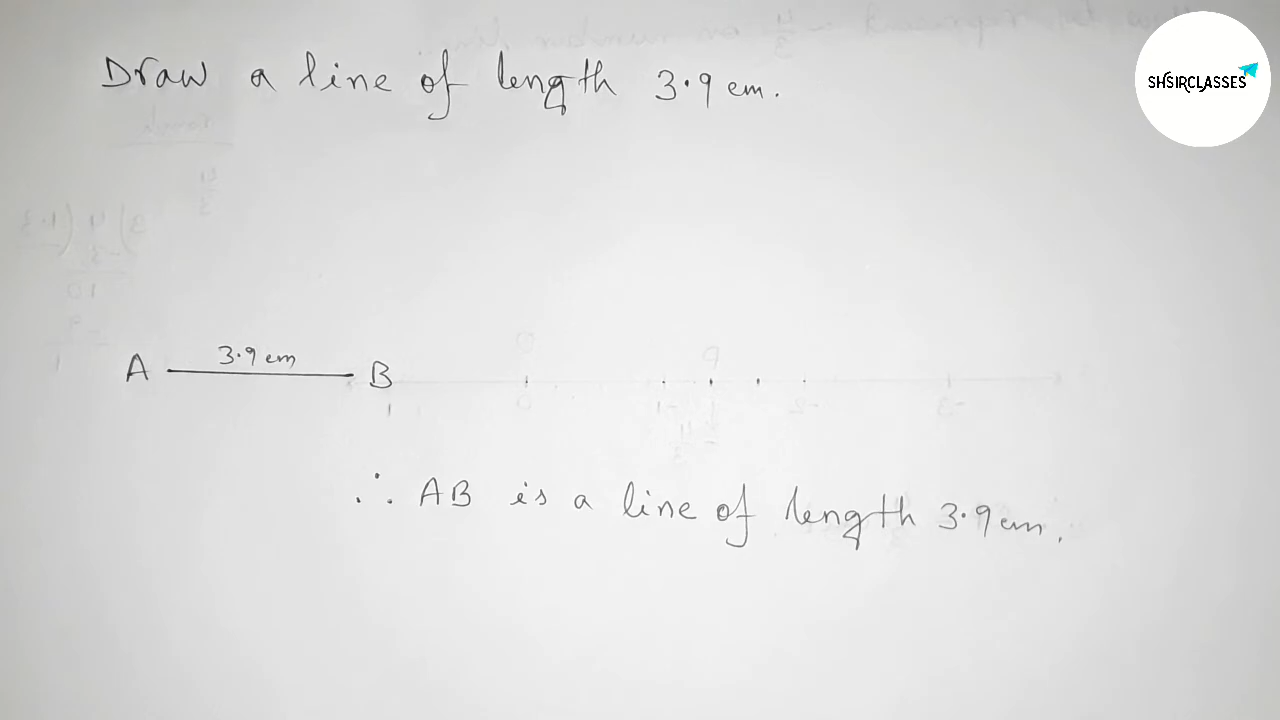 Draw a line of length 3.9 cm.
SHSIRCLASSES
A 3.9 cm B
∴ AB is a line of length 3.9 cm.